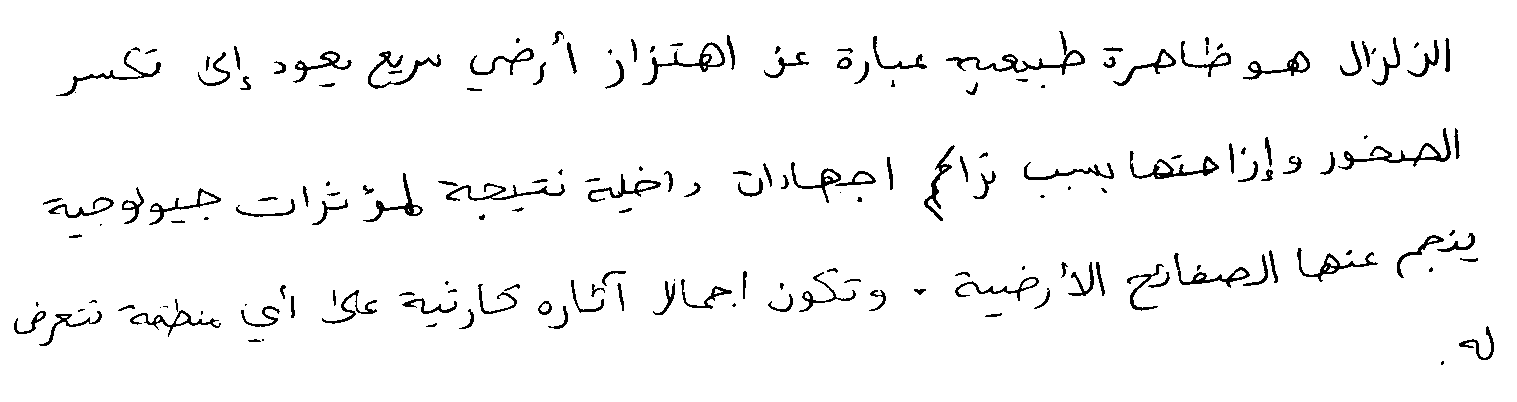 الزلزال هو ظاهرة طبيعيه عبارة عن اهتزاز أرضي سريع يعود إلى تكسر
الصخور وإزاحتها بسبب تراكم اجهادات داخلية نتيجة لمؤثرات جيولوجية
ينجم عنها الصفائح الأرضية . وتكون اجمالا آثاره كارثية على أي منطقة تتعرض
له .